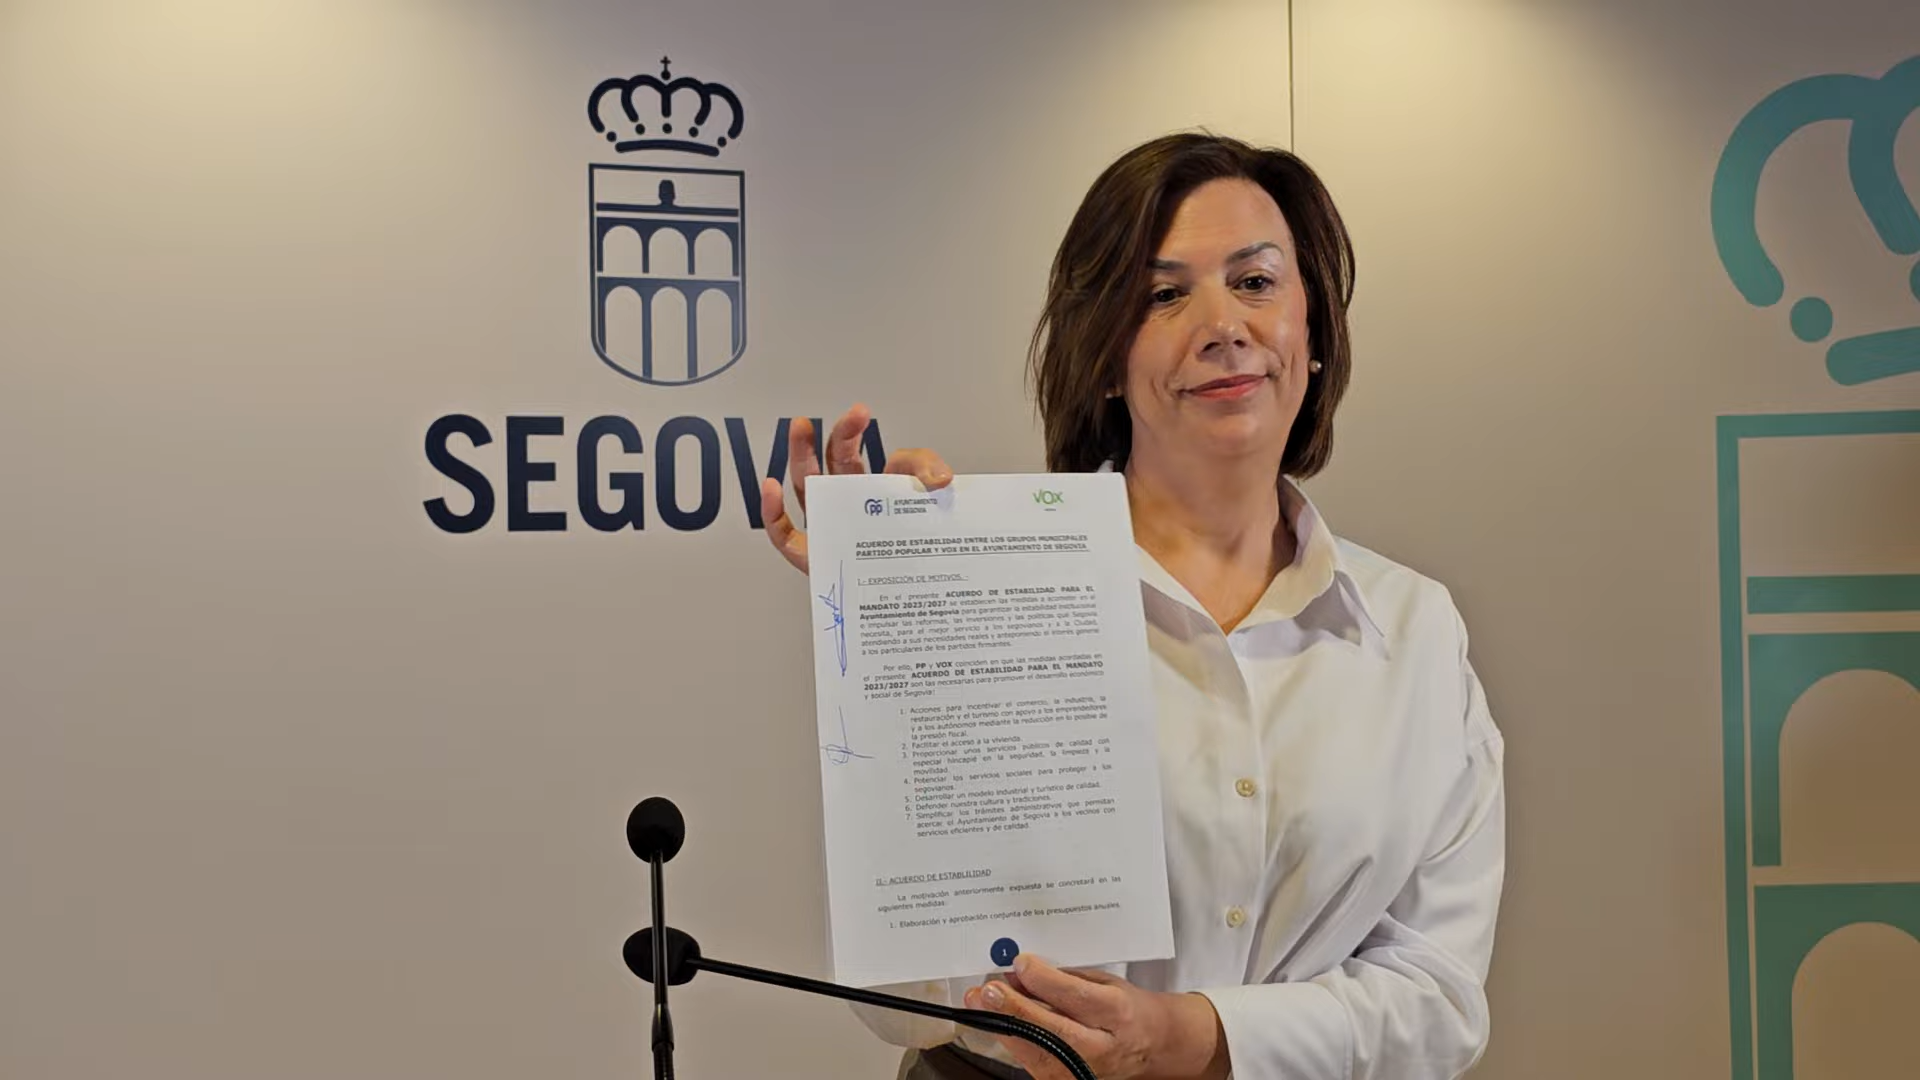 SEGOVIA
PP AYUNTAMIENTO
DE SEGOVIA
VOX
ACUERDO DE ESTABILIDAD ENTRE LOS GRUPOS MUNICIPALES
PARTIDO POPULAR Y VOX EN EL AYUNTAMIENTO DE SEGOVIA
I.- EXPOSICIÓN DE MOTIVOS. -
En el presente ACUERDO DE ESTABILIDAD PARA EL
MANDATO 2023/2027 se establecen las medidas a acometer en el
Ayuntamiento de Segovia para garantizar la estabilidad institucional
e impulsar las reformas, las inversiones y las políticas que Segovia
necesita, para el mejor servicio a los segovianos y a la Ciudad,
atendiendo a sus necesidades reales y anteponiendo el interés general
a los particulares de los partidos firmantes.
Por ello, PP y VOX coinciden en que las medidas acordadas en
el presente ACUERDO DE ESTABILIDAD PARA EL MANDATO
2023/2027 son las necesarias para promover el desarrollo económico
y social de Segovia:
1. Acciones para incentivar el comercio, la industria, la
restauración y el turismo con apoyo a los emprendedores
y a los autónomos mediante la reducción en lo posible de
la presión fiscal.
2. Facilitar el acceso a la vivienda.
3. Proporcionar unos servicios públicos de calidad con
especial hincapié en la seguridad, la limpieza y la
movilidad.
4. Potenciar los servicios sociales para proteger a los
segovianos.
5. Desarrollar un modelo industrial y turístico de calidad.
6. Defender nuestra cultura y tradiciones.
7. Simplificar los trámites administrativos que permitan
acercar el Ayuntamiento de Segovia a los vecinos con
servicios eficientes y de calidad.
II.- ACUERDO DE ESTABLILIDAD
La motivación anteriormente expuesta se concretará en las
siguientes medidas:
1. Elaboración y aprobación conjunta de los presupuestos anuales.
1